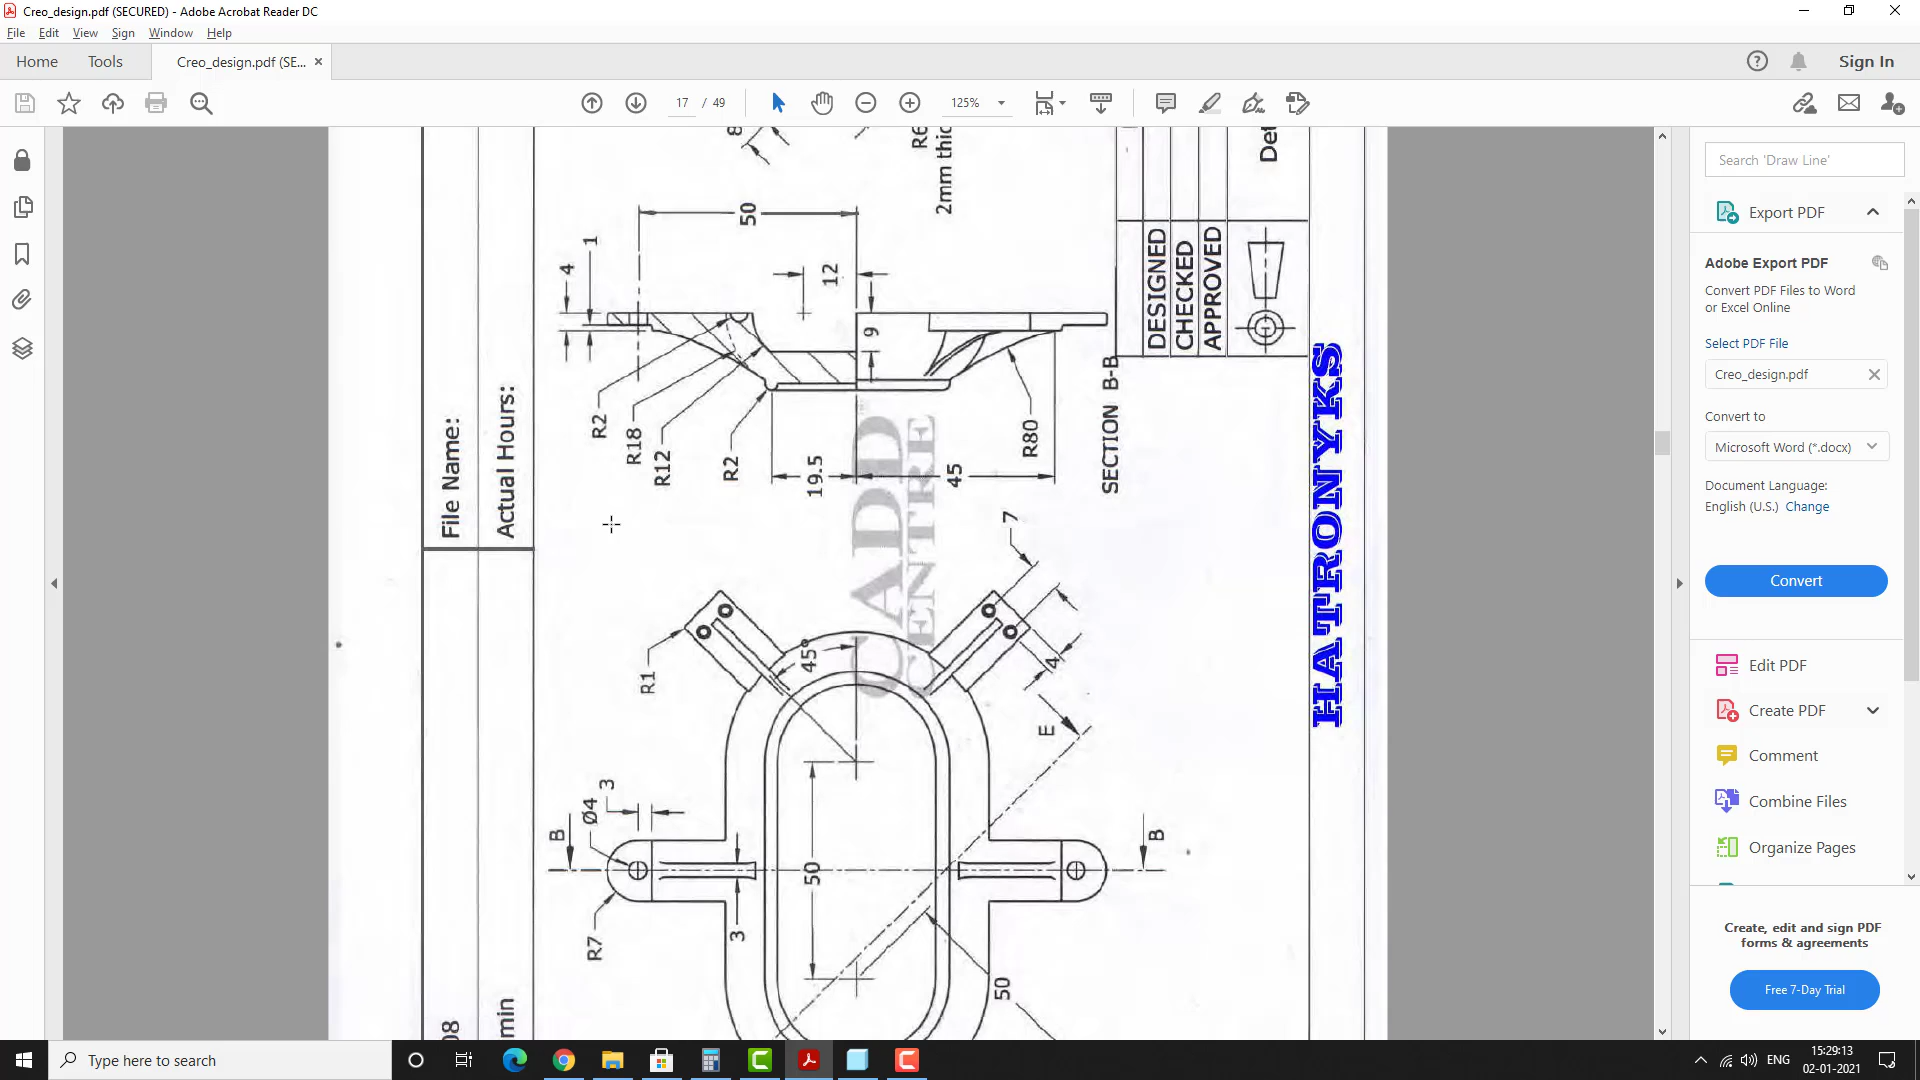 Creo_design.pdf (SECURED) - Adobe Acrobat Reader DC
File Edit View Sign Window Help
Home Tools Creo_design.pdf (SE... × Sign In
17 / 49 125%
Search 'Draw Line'
Export PDF
Adobe Export PDF
Convert PDF Files to Word
or Excel Online
Select PDF File
Creo_design.pdf
Convert to
Microsoft Word (*.docx)
Document Language:
English (U.S.) Change
Convert
Edit PDF
Create PDF
Comment
Combine Files
Organize Pages
Create, edit and sign PDF
forms & agreements
Free 7-Day Trial
File Name:
Actual Hours:
08
min
8
R6
2mm thic
50
12
1
4
9
R2
R18
R12
R2
19.5
45
R80
SECTION B-B
DESIGNED
CHECKED
APPROVED
Det
HATRONYKS
CADD
CENTRE
7
4
R1
45°
E
B
B
Ø4
3
R7
3
50
50
Type here to search
ENG
15:29:13
02-01-2021